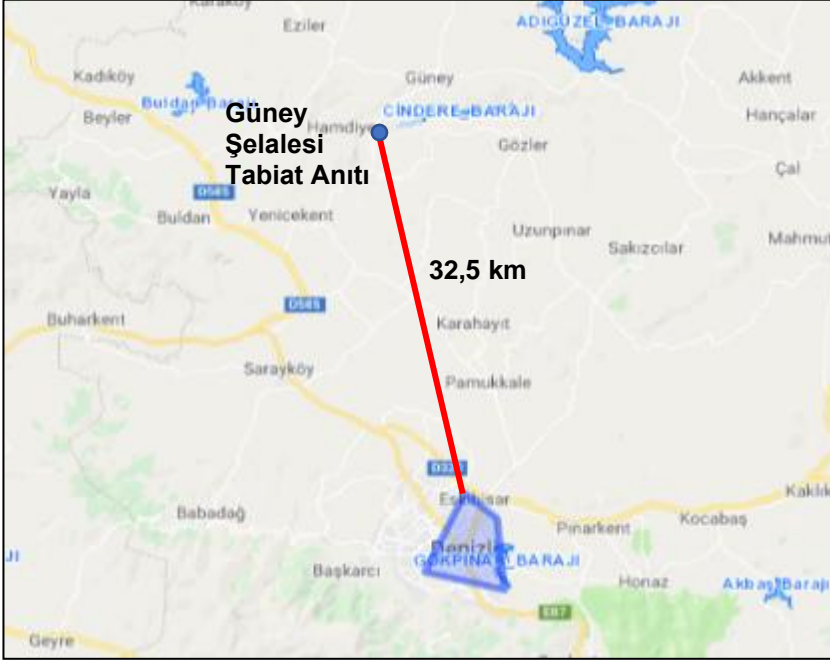 Karaköy
Eziler
ADIGÜZEL BARAJI
Kadıköy
Güney
Akkent
Buldan Barajı
Beyler
Güney
Şelalesi
Tabiat Anıtı
Hamdiye
CİNDERE BARAJI
Hançalar
Gözler
Çal
Yayla
D585
Buldan
Yenicekent
Uzunpınar
Sakızcılar
Mahmut
32,5 km
D585
Buharkent
Karahayıt
Sarayköy
Pamukkale
D320
Eskihisar
Kaklık
Babadağ
Pınarkent
Kocabaş
Denizli
GÖKPINAR BARAJI
Başkarcı
JI
Honaz
Akbaş Barajı
E87
Geyre